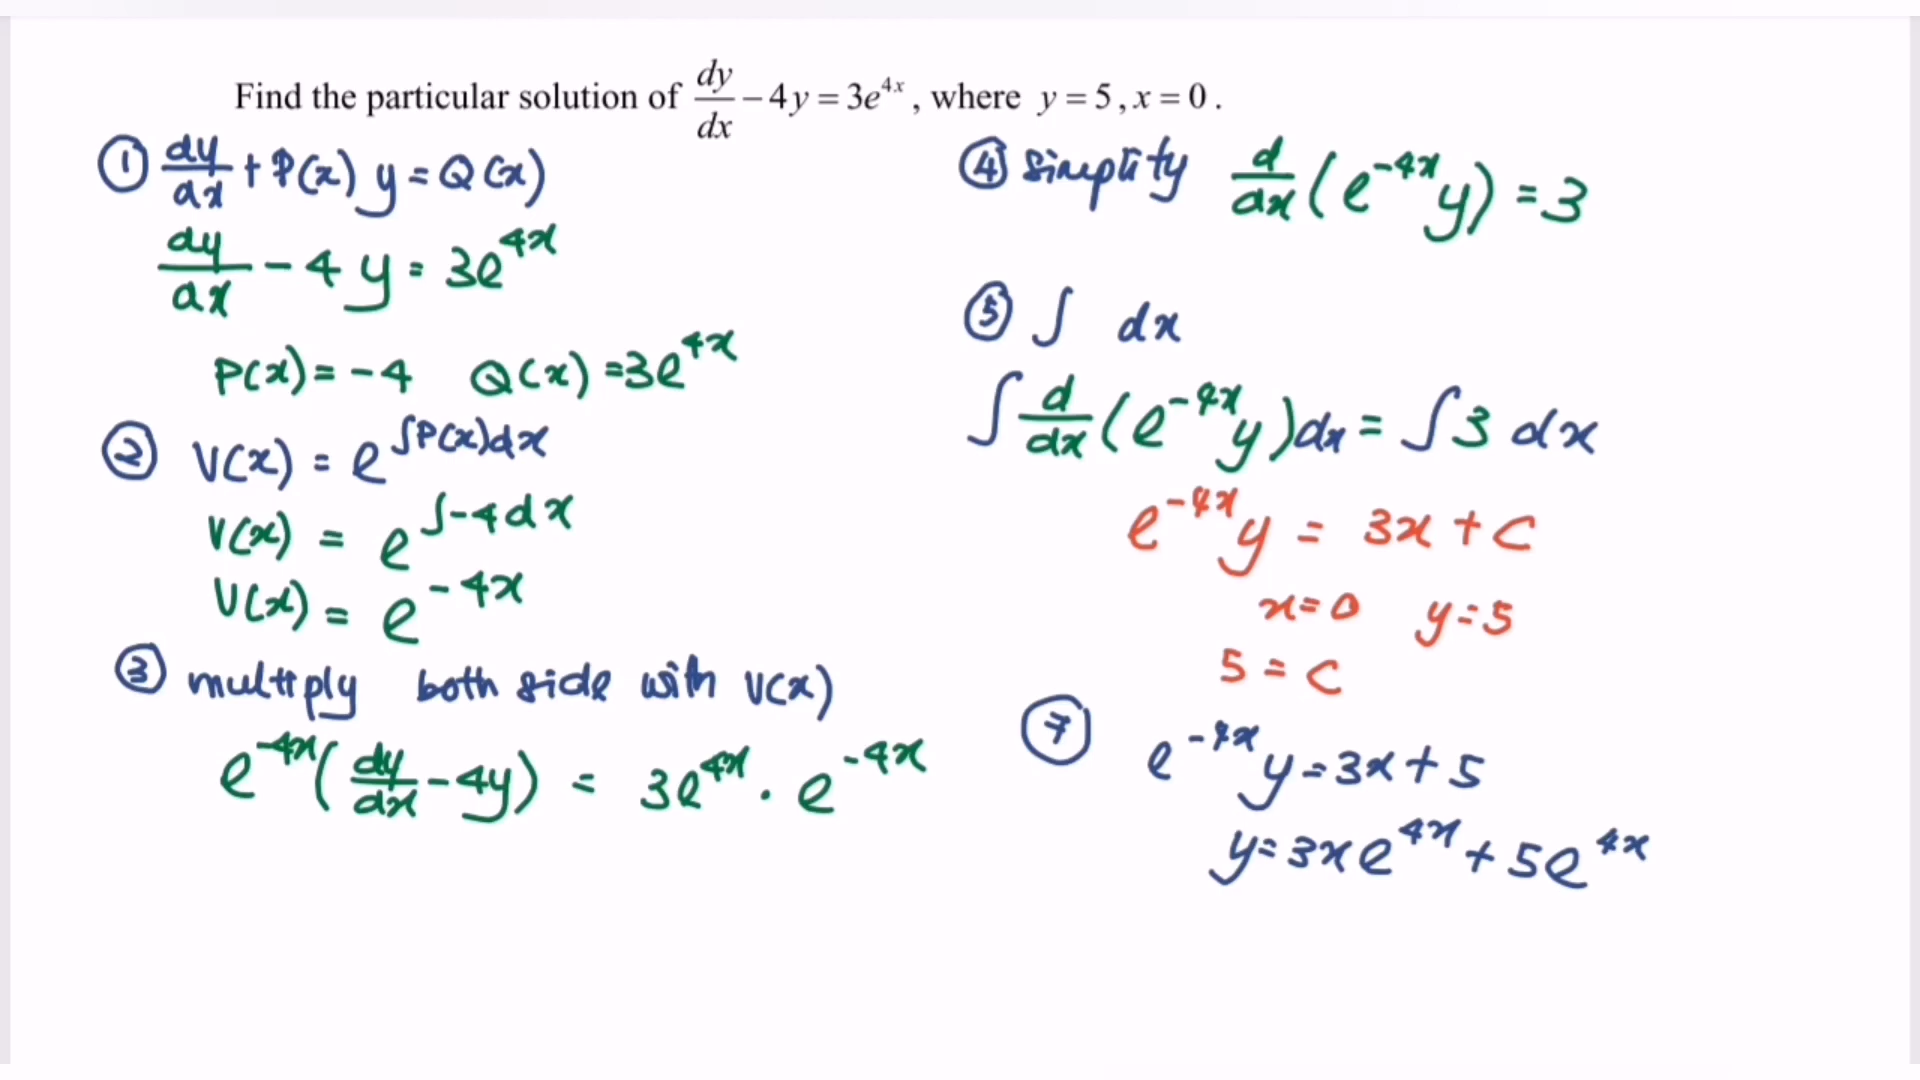 Find the particular solution of dy/dx − 4y = 3e^{4x}, where y = 5, x = 0.
① dy/dx + P(x) y = Q(x)
dy/dx − 4y = 3e^{4x}
P(x) = −4 Q(x) = 3e^{4x}
② V(x) = e^{∫P(x)dx}
V(x) = e^{∫−4dx}
V(x) = e^{−4x}
③ multiply both side with V(x)
e^{−4x}(dy/dx − 4y) = 3e^{4x} · e^{−4x}
④ simplify d/dx(e^{−4x}y) = 3
⑤ ∫ dx
∫ d/dx(e^{−4x}y)dx = ∫3 dx
e^{−4x}y = 3x + C
x = 0 y = 5
5 = C
⑦ e^{−4x}y = 3x + 5
y = 3xe^{4x} + 5e^{4x}